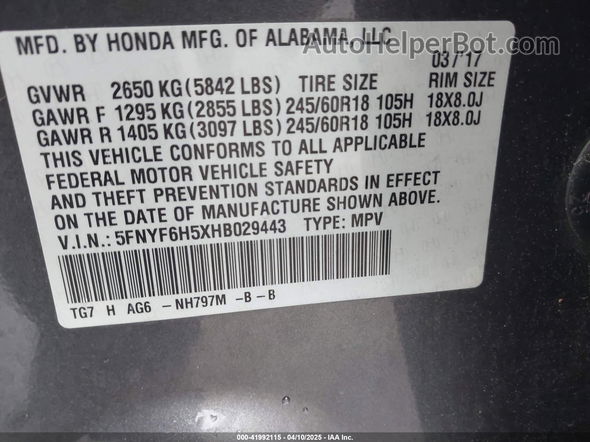 MFD. BY HONDA MFG. OF ALABAMA, LLC
AutoHelperBot.com
03/'17
GVWR 2650 KG (5842 LBS) TIRE SIZE RIM SIZE
GAWR F 1295 KG (2855 LBS) 245/60R18 105H 18X8.0J
GAWR R 1405 KG (3097 LBS) 245/60R18 105H 18X8.0J
THIS VEHICLE CONFORMS TO ALL APPLICABLE
FEDERAL MOTOR VEHICLE SAFETY
AND THEFT PREVENTION STANDARDS IN EFFECT
ON THE DATE OF MANUFACTURE SHOWN ABOVE.
V.I.N.: 5FNYF6H5XHB029443 TYPE: MPV
TG7 H AG6 -NH797M -B-B
000-41992115 - 04/10/2025 - © IAA Inc.